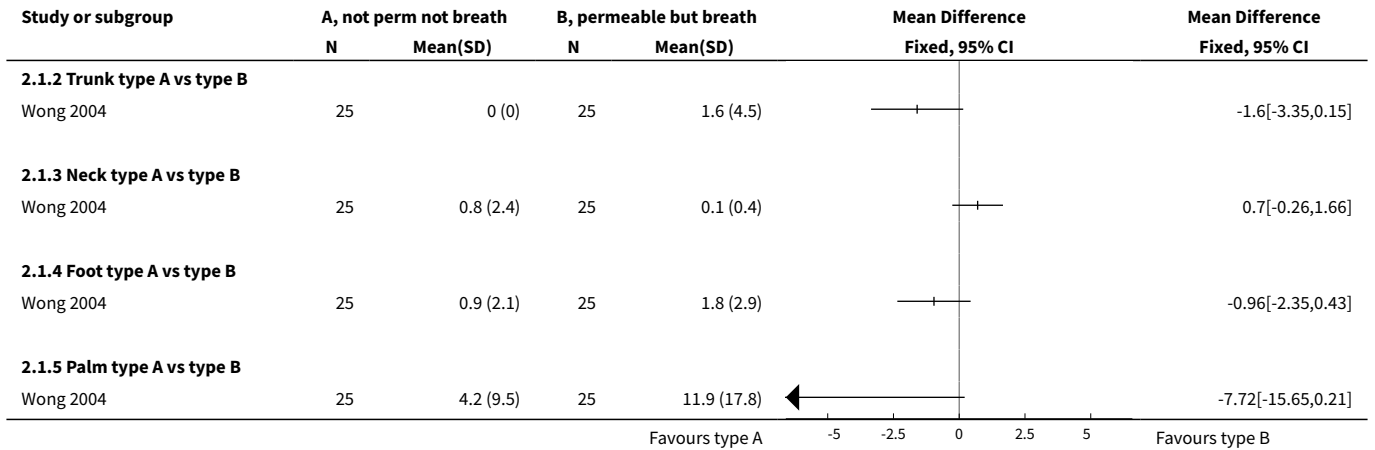 Study or subgroup A, not perm not breath B, permeable but breath Mean Difference Mean Difference
N Mean(SD) N Mean(SD) Fixed, 95% CI Fixed, 95% CI
2.1.2 Trunk type A vs type B
Wong 2004 25 0 (0) 25 1.6 (4.5) -1.6[-3.35,0.15]
2.1.3 Neck type A vs type B
Wong 2004 25 0.8 (2.4) 25 0.1 (0.4) 0.7[-0.26,1.66]
2.1.4 Foot type A vs type B
Wong 2004 25 0.9 (2.1) 25 1.8 (2.9) -0.96[-2.35,0.43]
2.1.5 Palm type A vs type B
Wong 2004 25 4.2 (9.5) 25 11.9 (17.8) -7.72[-15.65,0.21]
Favours type A -5 -2.5 0 2.5 5 Favours type B